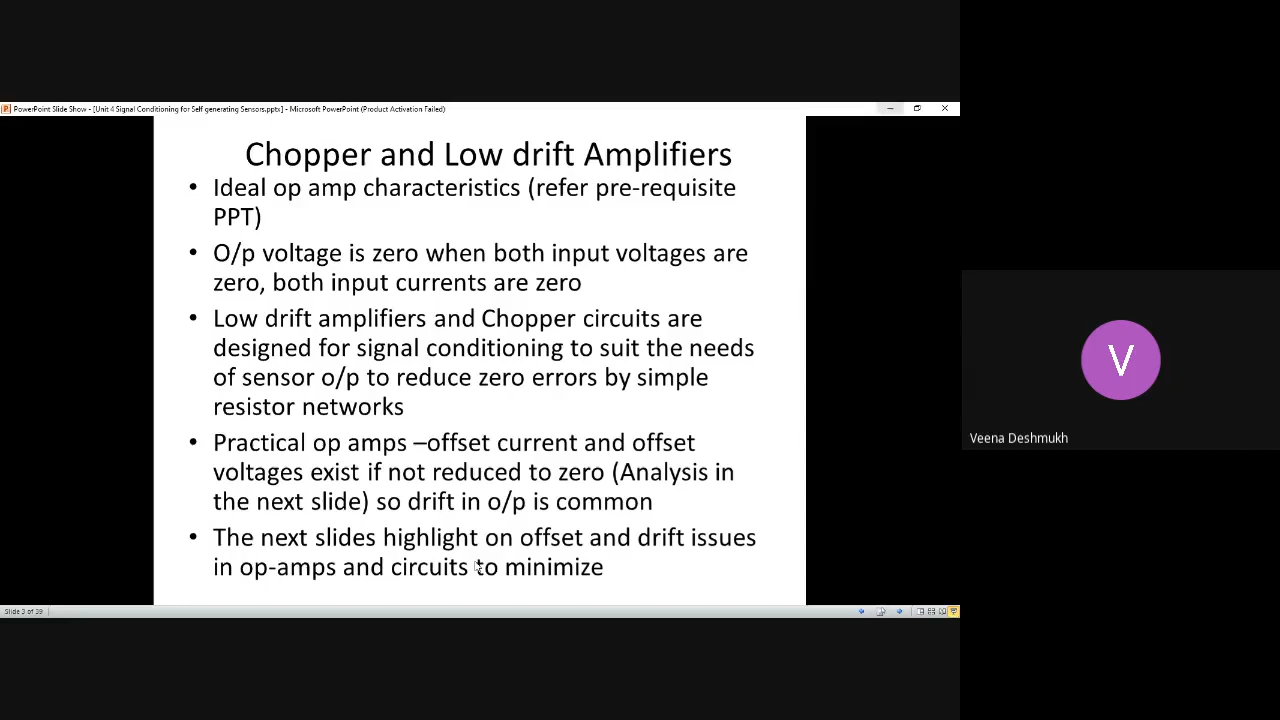 PowerPoint Slide Show - [Unit 4 Signal Conditioning for Self generating Sensors.pptx] - Microsoft PowerPoint (Product Activation Failed)
Chopper and Low drift Amplifiers
• Ideal op amp characteristics (refer pre-requisite
PPT)
• O/p voltage is zero when both input voltages are
zero, both input currents are zero
• Low drift amplifiers and Chopper circuits are
designed for signal conditioning to suit the needs
of sensor o/p to reduce zero errors by simple
resistor networks
• Practical op amps –offset current and offset
voltages exist if not reduced to zero (Analysis in
the next slide) so drift in o/p is common
• The next slides highlight on offset and drift issues
in op-amps and circuits to minimize
Slide 3 of 39
V
Veena Deshmukh